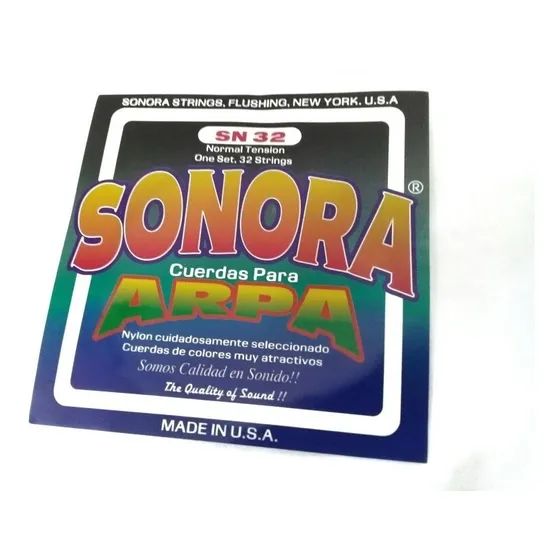 SONORA STRINGS, FLUSHING, NEW YORK, U.S.A
SN 32
Normal Tension
One Set, 32 Strings
SONORA®
Cuerdas Para
ARPA
Nylon cuidadosamente seleccionado
Cuerdas de colores muy atractivos
Somos Calidad en Sonido!!
The Quality of Sound !!
MADE IN U.S.A.